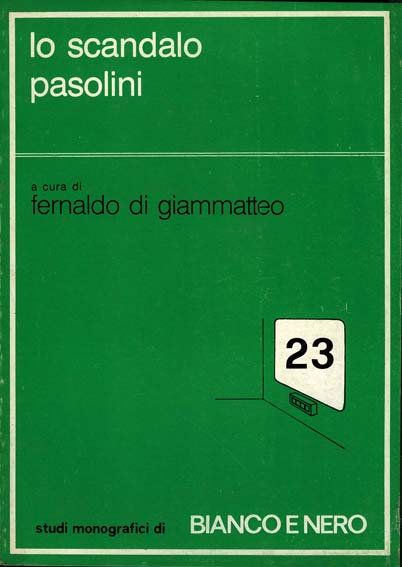 lo scandalo
pasolini
a cura di
fernaldo di giammatteo
23
studi monografici di BIANCO E NERO